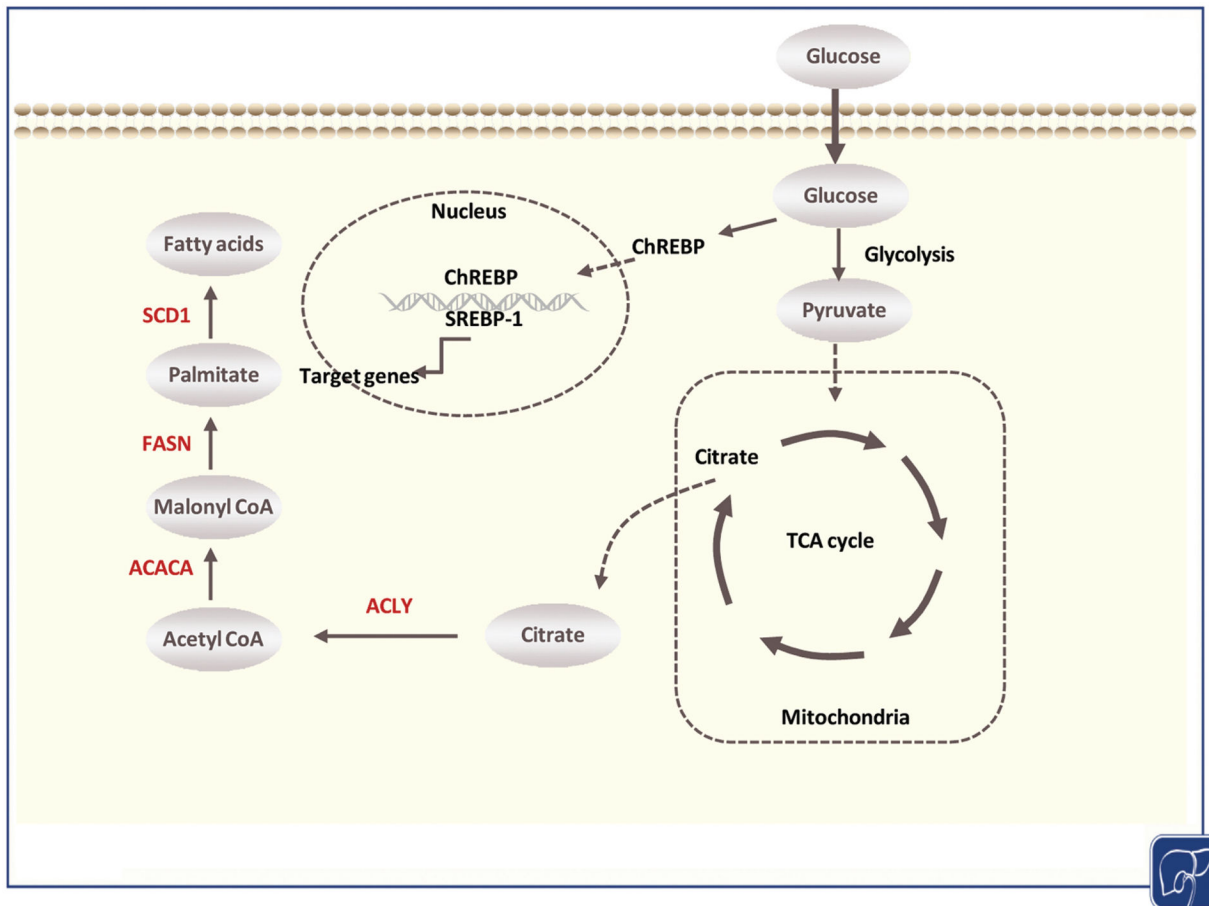 Glucose
Glucose
Nucleus
Fatty acids
ChREBP
Glycolysis
ChREBP
SCD1
SREBP-1
Pyruvate
Palmitate
Target genes
FASN
Citrate
Malonyl CoA
TCA cycle
ACACA
ACLY
Acetyl CoA
Citrate
Mitochondria